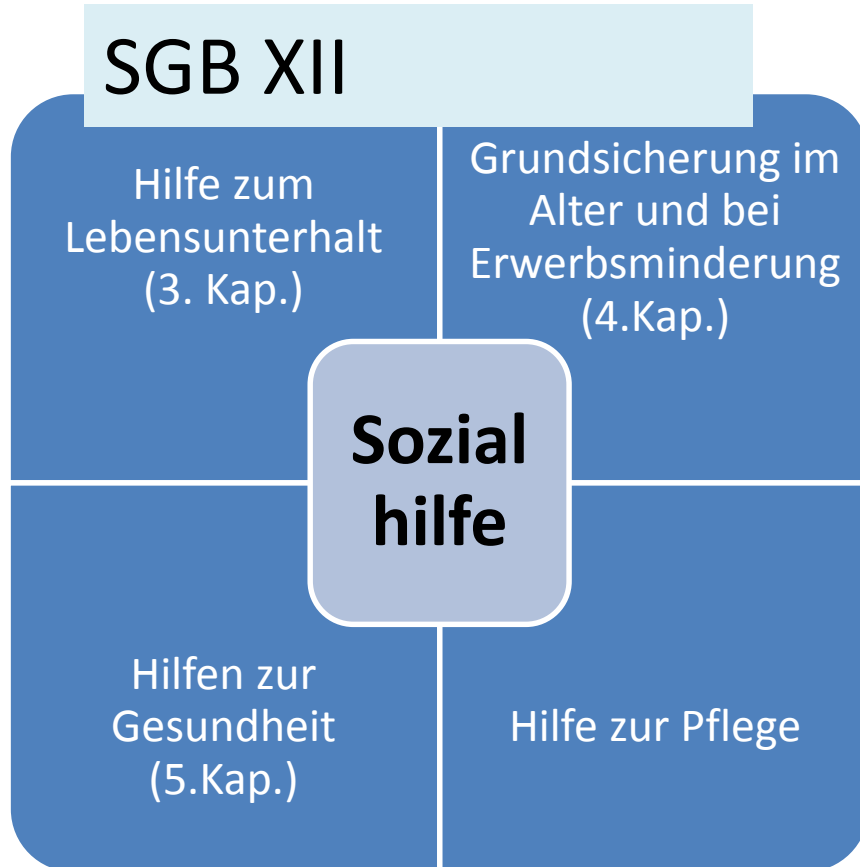 SGB XII
Hilfe zum
Lebensunterhalt
(3. Kap.)
Grundsicherung im
Alter und bei
Erwerbsminderung
(4.Kap.)
Sozial
hilfe
Hilfen zur
Gesundheit
(5.Kap.)
Hilfe zur Pflege